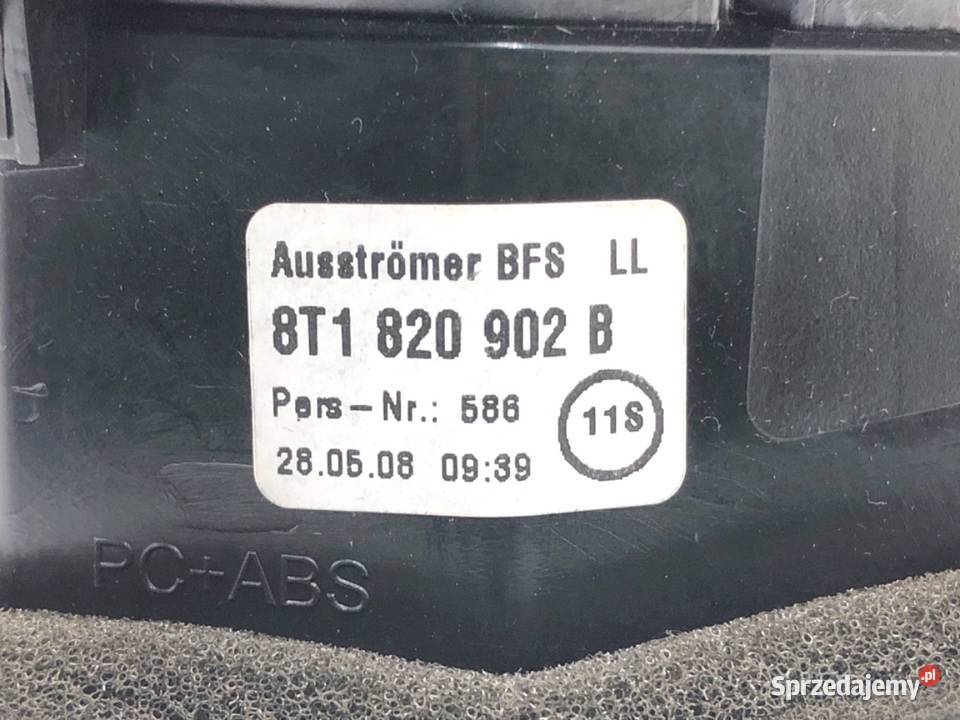 Ausströmer BFS LL
8T1 820 902 B
Pers-Nr.: 586
11S
28.05.08 09:39
PC+ABS
Sprzedajemy.pl